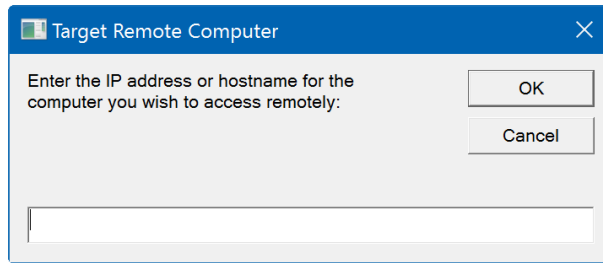 Target Remote Computer
Enter the IP address or hostname for the
computer you wish to access remotely:
OK
Cancel